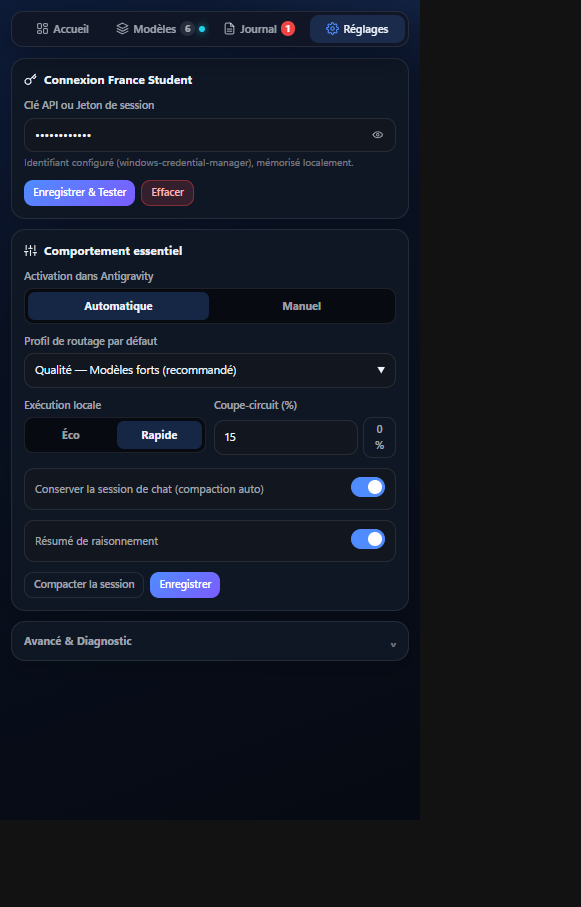 Accueil
Modèles 6
Journal 1
Réglages
Connexion France Student
Clé API ou Jeton de session
••••••••••••
Identifiant configuré (windows-credential-manager), mémorisé localement.
Enregistrer & Tester
Effacer
Comportement essentiel
Activation dans Antigravity
Automatique
Manuel
Profil de routage par défaut
Qualité — Modèles forts (recommandé)
Exécution locale
Coupe-circuit (%)
Éco
Rapide
15
0
%
Conserver la session de chat (compaction auto)
Résumé de raisonnement
Compacter la session
Enregistrer
Avancé & Diagnostic